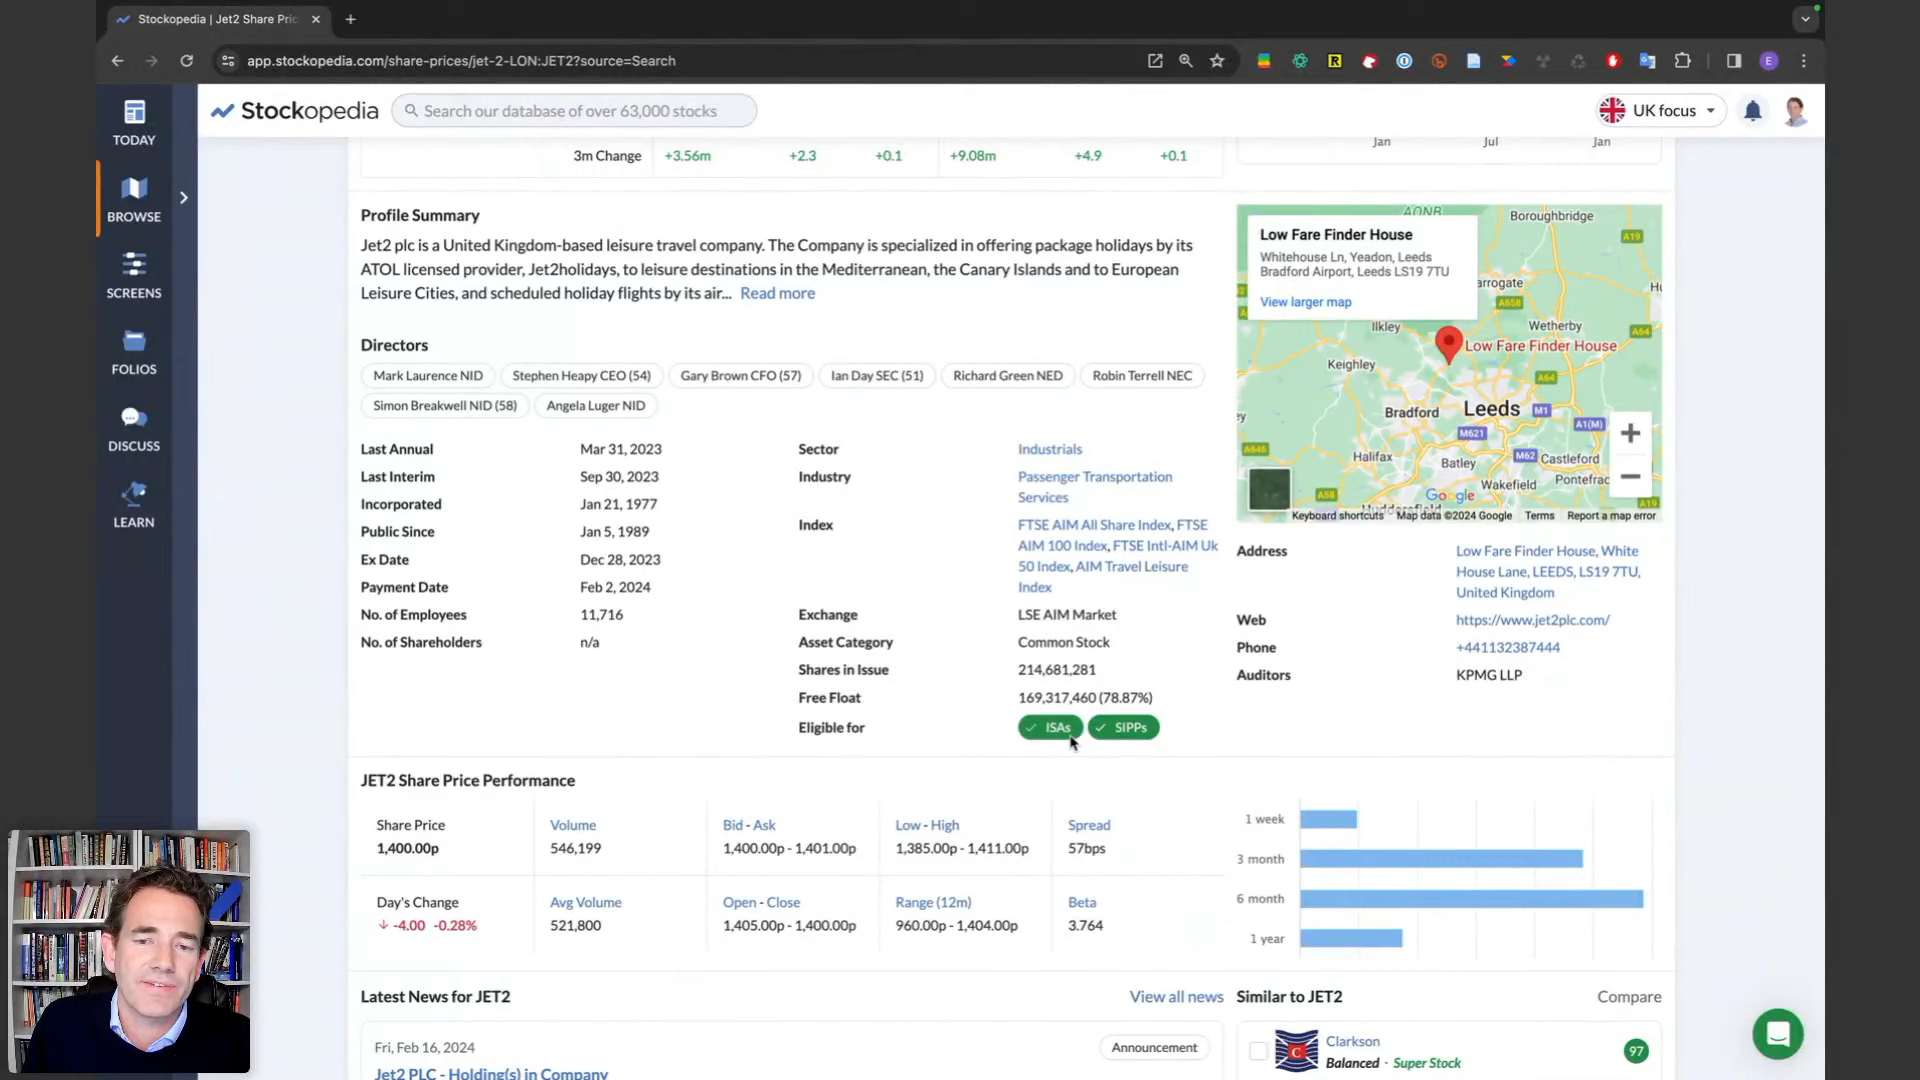 Stockopedia | Jet2 Share Pric
app.stockopedia.com/share-prices/jet-2-LON:JET2?source=Search
E
TODAY
BROWSE
SCREENS
FOLIOS
DISCUSS
LEARN
Stockopedia
Search our database of over 63,000 stocks
UK focus
3m Change +3.56m +2.3 +0.1 +9.08m +4.9 +0.1
Jan Jul Jan
Profile Summary
Jet2 plc is a United Kingdom-based leisure travel company. The Company is specialized in offering package holidays by its
ATOL licensed provider, Jet2holidays, to leisure destinations in the Mediterranean, the Canary Islands and to European
Leisure Cities, and scheduled holiday flights by its air... Read more
Directors
Mark Laurence NID Stephen Heapy CEO (54) Gary Brown CFO (57) Ian Day SEC (51) Richard Green NED Robin Terrell NEC
Simon Breakwell NID (58) Angela Luger NID
Last Annual Mar 31, 2023
Last Interim Sep 30, 2023
Incorporated Jan 21, 1977
Public Since Jan 5, 1989
Ex Date Dec 28, 2023
Payment Date Feb 2, 2024
No. of Employees 11,716
No. of Shareholders n/a
Sector Industrials
Industry Passenger Transportation
Services
Index FTSE AIM All Share Index, FTSE
AIM 100 Index, FTSE Intl-AIM Uk
50 Index, AIM Travel Leisure
Index
Exchange LSE AIM Market
Asset Category Common Stock
Shares in Issue 214,681,281
Free Float 169,317,460 (78.87%)
Eligible for ISAs SIPPs
AONB
Boroughbridge
A19
Low Fare Finder House
Whitehouse Ln, Yeadon, Leeds
Bradford Airport, Leeds LS19 7TU
View larger map
arrogate
A658
Ilkley
Wetherby
A64
Low Fare Finder House
Keighley
A64
Bradford
Leeds
M1
A1(M)
M621
A646
Halifax
Batley
M62
Castleford
Wakefield
Pontefrac
A58
Google
Keyboard shortcuts Map data ©2024 Google Terms Report a map error
Address Low Fare Finder House, White
House Lane, LEEDS, LS19 7TU,
United Kingdom
Web https://www.jet2plc.com/
Phone +441132387444
Auditors KPMG LLP
JET2 Share Price Performance
Share Price Volume Bid - Ask Low - High Spread
1,400.00p 546,199 1,400.00p - 1,401.00p 1,385.00p - 1,411.00p 57bps
Day's Change Avg Volume Open - Close Range (12m) Beta
-4.00 -0.28% 521,800 1,405.00p - 1,400.00p 960.00p - 1,404.00p 3.764
1 week
3 month
6 month
1 year
Latest News for JET2 View all news
Fri, Feb 16, 2024 Announcement
Jet2 PLC - Holding(s) in Company
Similar to JET2 Compare
C
Clarkson
Balanced · Super Stock
97